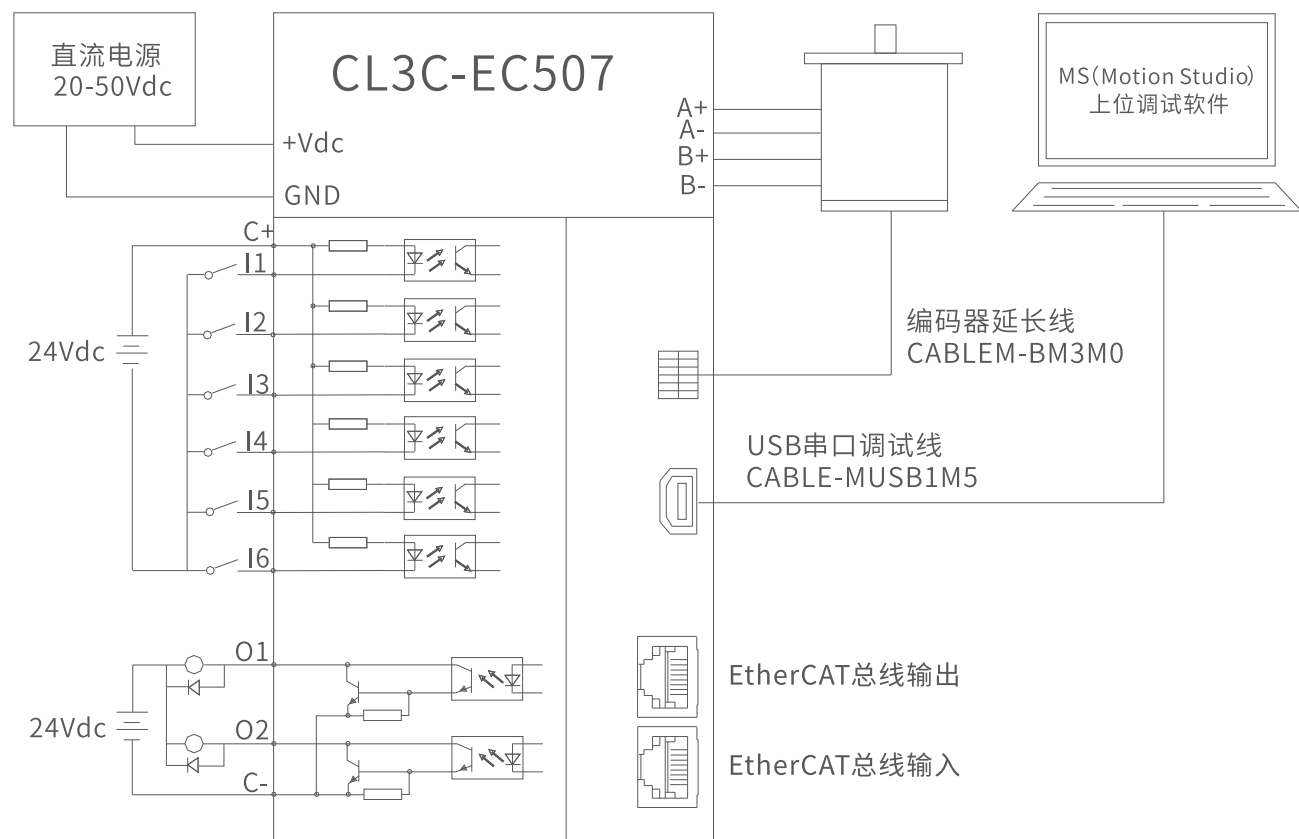 直流电源
20-50Vdc
CL3C-EC507
+Vdc
GND
A+
A-
B+
B-
MS(Motion Studio)
上位调试软件
C+
I1
I2
I3
I4
I5
I6
24Vdc
编码器延长线
CABLEM-BM3M0
USB串口调试线
CABLE-MUSB1M5
O1
O2
C-
24Vdc
EtherCAT总线输出
EtherCAT总线输入